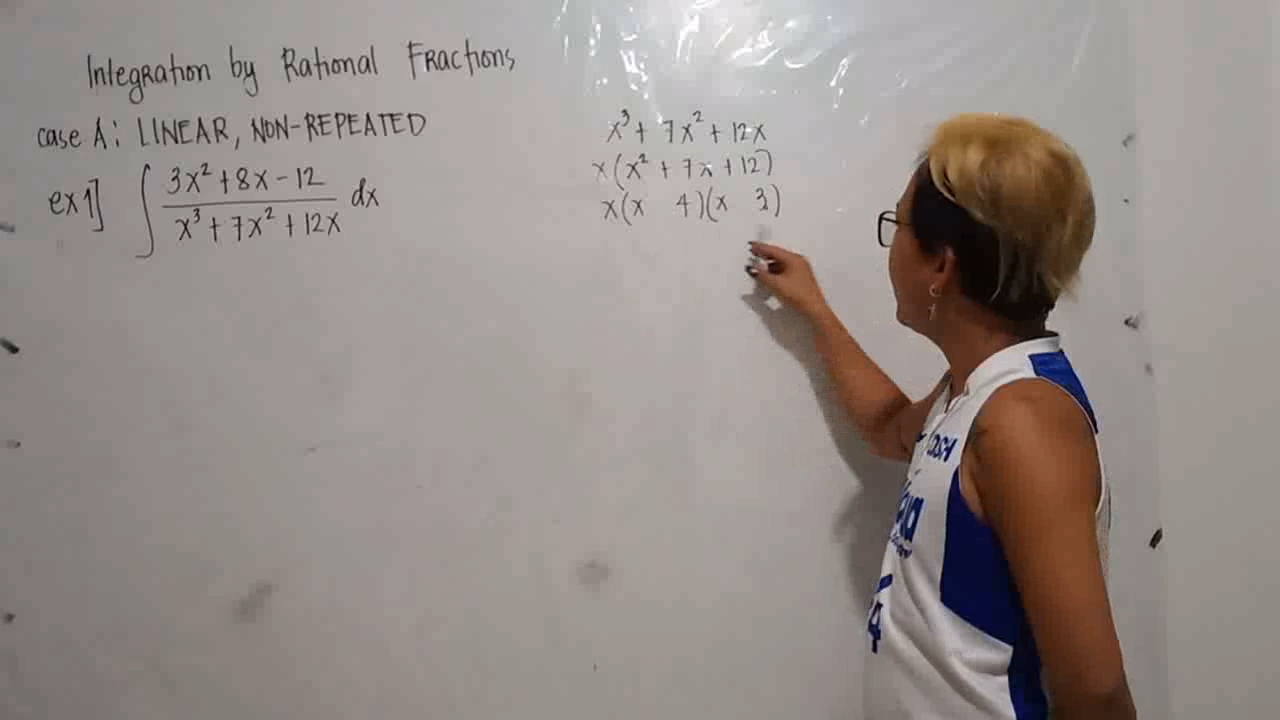 Integration by Rational Fractions
case A: LINEAR, NON-REPEATED
ex 1] ∫ (3x² + 8x - 12) / (x³ + 7x² + 12x) dx
x³ + 7x² + 12x
x(x² + 7x + 12)
x(x 4)(x 3)